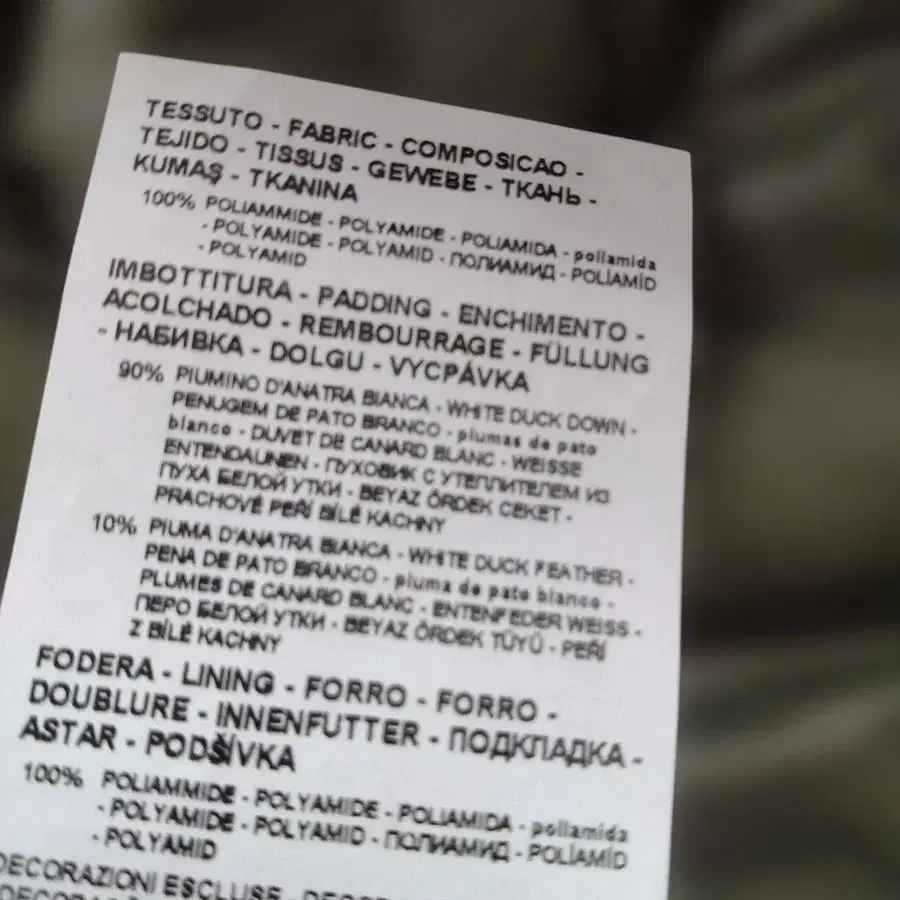 TESSUTO - FABRIC - COMPOSICAO -
TEJIDO - TISSUS - GEWEBE - ТКАНЬ -
KUMAŞ - TKANINA
100% POLIAMMIDE - POLYAMIDE - POLIAMIDA - poliamida
- POLYAMIDE - POLYAMID - ПОЛИАМИД - POLİAMİD
- POLYAMID
IMBOTTITURA - PADDING - ENCHIMENTO -
ACOLCHADO - REMBOURRAGE - FÜLLUNG
- НАБИВКА - DOLGU - VYCPÁVKA
90% PIUMINO D'ANATRA BIANCA - WHITE DUCK DOWN -
PENUGEM DE PATO BRANCO - plumas de pato
blanco - DUVET DE CANARD BLANC - WEISSE
ENTENDAUNEN - ПУХОВИК С УТЕПЛИТЕЛЕМ ИЗ
ПУХА БЕЛОЙ УТКИ - BEYAZ ÖRDEK CEKET -
PRACHOVÉ PEŘÍ BÍLÉ KACHNY
10% PIUMA D'ANATRA BIANCA - WHITE DUCK FEATHER -
PENA DE PATO BRANCO - pluma de pato blanco -
PLUMES DE CANARD BLANC - ENTENFEDER WEISS -
ПЕРО БЕЛОЙ УТКИ - BEYAZ ÖRDEK TÜYÜ - PEŘÍ
Z BÍLÉ KACHNY
FODERA - LINING - FORRO - FORRO -
DOUBLURE - INNENFUTTER - ПОДКЛАДКА -
ASTAR - PODŠÍVKA
100% POLIAMMIDE - POLYAMIDE - POLIAMIDA - poliamida
- POLYAMIDE - POLYAMID - ПОЛИАМИД - POLİAMİD
- POLYAMID
DECORAZIONI ESCLUSE -